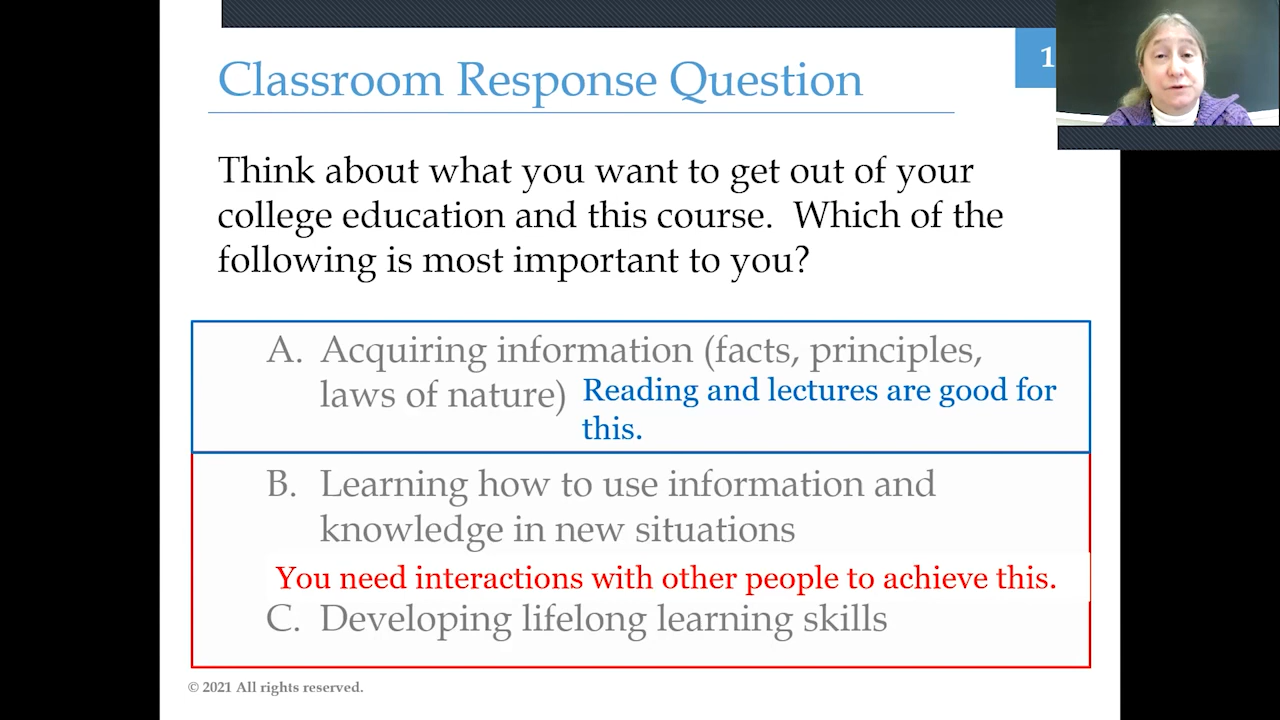 Classroom Response Question
1
Think about what you want to get out of your
college education and this course.  Which of the
following is most important to you?
A. Acquiring information (facts, principles,
laws of nature)
Reading and lectures are good for
this.
B. Learning how to use information and
knowledge in new situations
You need interactions with other people to achieve this.
C. Developing lifelong learning skills
© 2021 All rights reserved.